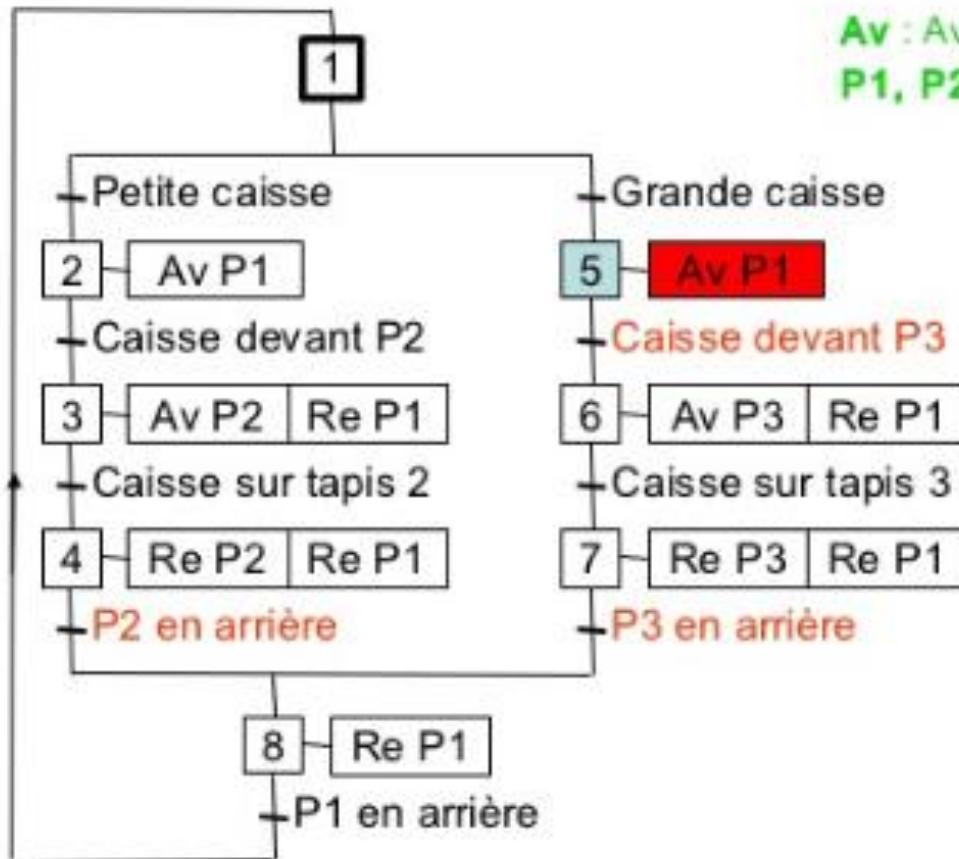 Av : Av
P1, P2
1
Petite caisse
Grande caisse
2 Av P1
5 Av P1
Caisse devant P2
Caisse devant P3
3 Av P2 Re P1
6 Av P3 Re P1
Caisse sur tapis 2
Caisse sur tapis 3
4 Re P2 Re P1
7 Re P3 Re P1
P2 en arrière
P3 en arrière
8 Re P1
P1 en arrière